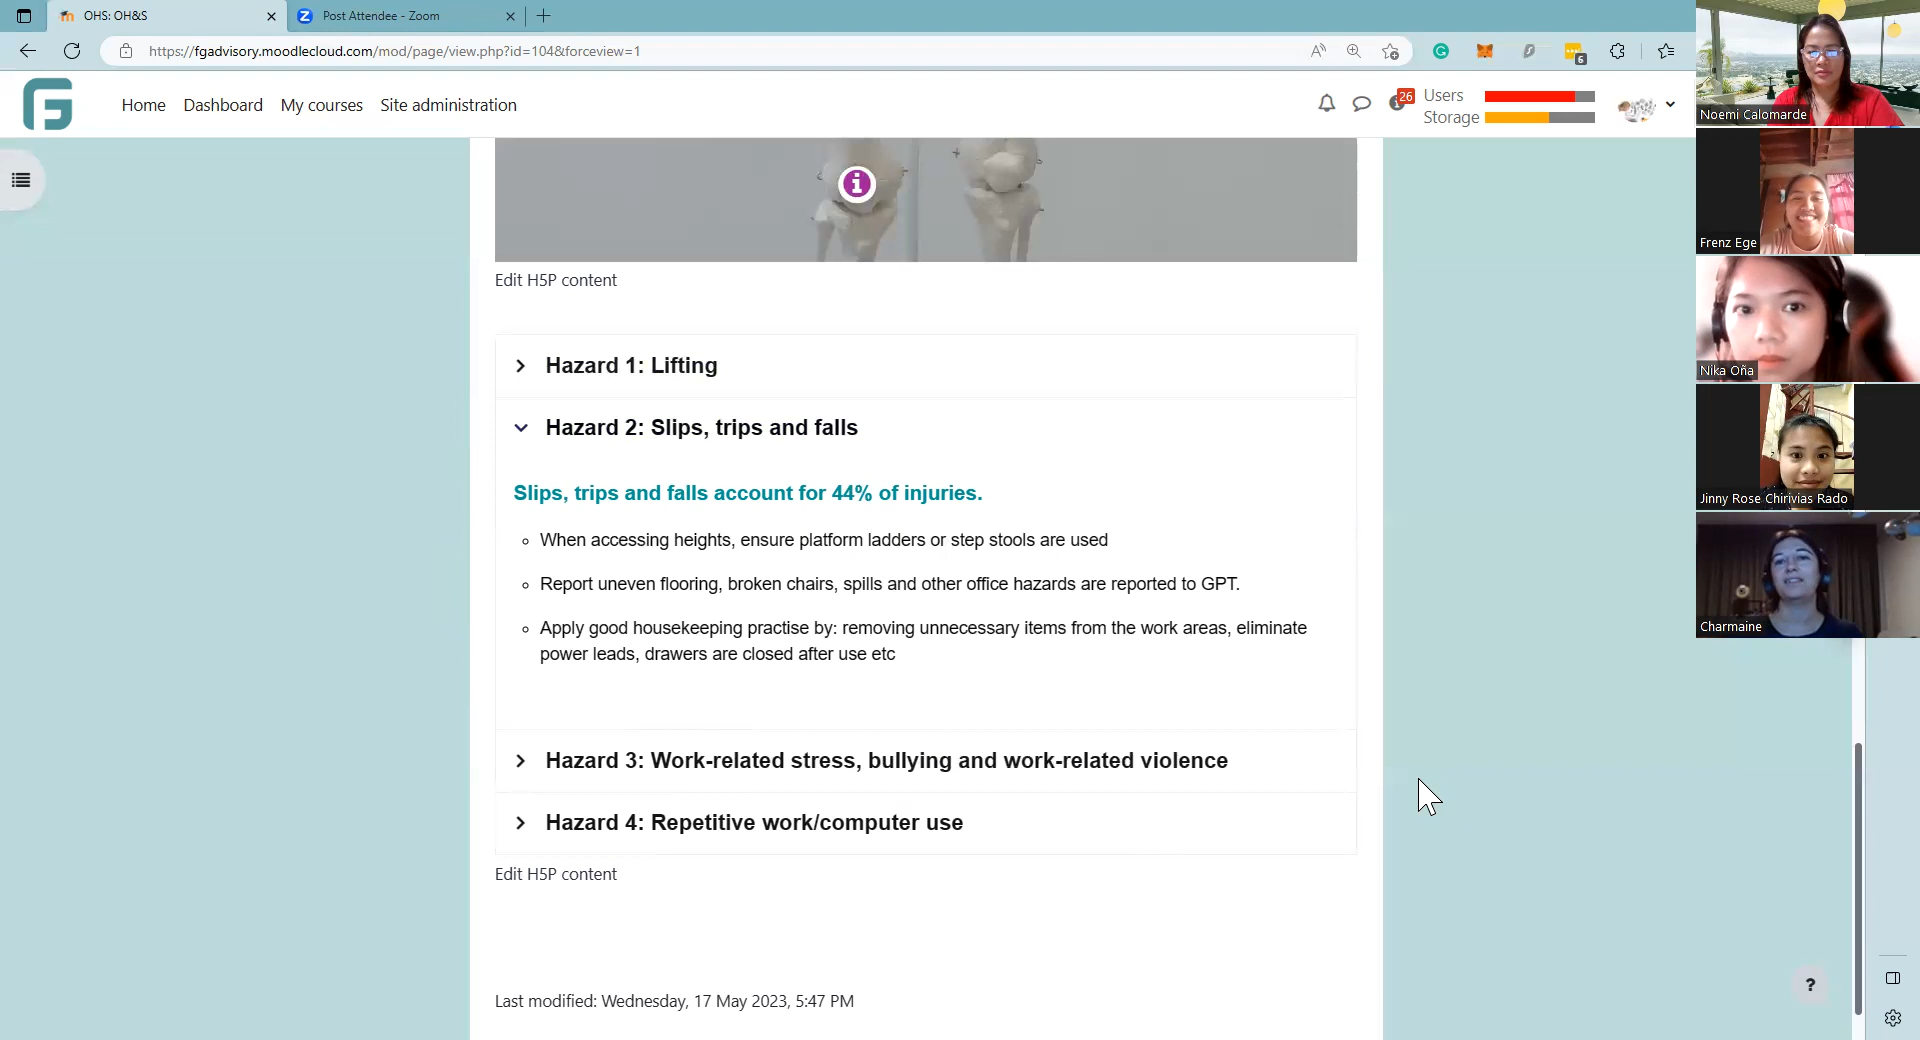 OHS: OH&S
Post Attendee - Zoom
https://fgadvisory.moodlecloud.com/mod/page/view.php?id=104&forceview=1
6
Home
Dashboard
My courses
Site administration
26
Users
Storage
Edit H5P content
Hazard 1: Lifting
Hazard 2: Slips, trips and falls
Slips, trips and falls account for 44% of injuries.
When accessing heights, ensure platform ladders or step stools are used
Report uneven flooring, broken chairs, spills and other office hazards are reported to GPT.
Apply good housekeeping practise by: removing unnecessary items from the work areas, eliminate
power leads, drawers are closed after use etc
Hazard 3: Work-related stress, bullying and work-related violence
Hazard 4: Repetitive work/computer use
Edit H5P content
Last modified: Wednesday, 17 May 2023, 5:47 PM
?
Noemi Calomarde
Frenz Ege
Nika Oña
Jinny Rose Chirivias Rado
Charmaine